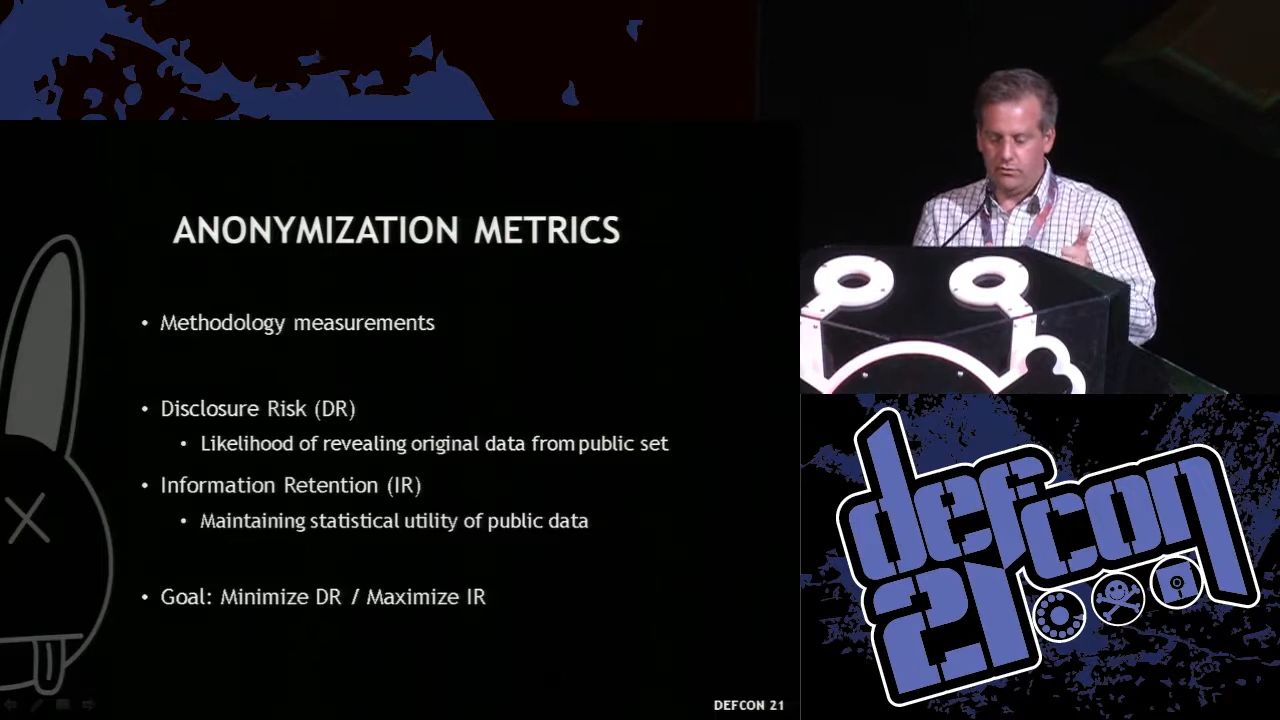 ANONYMIZATION METRICS
• Methodology measurements
• Disclosure Risk (DR)
• Likelihood of revealing original data from public set
• Information Retention (IR)
• Maintaining statistical utility of public data
• Goal: Minimize DR / Maximize IR
DEFCON 21
defcon
21